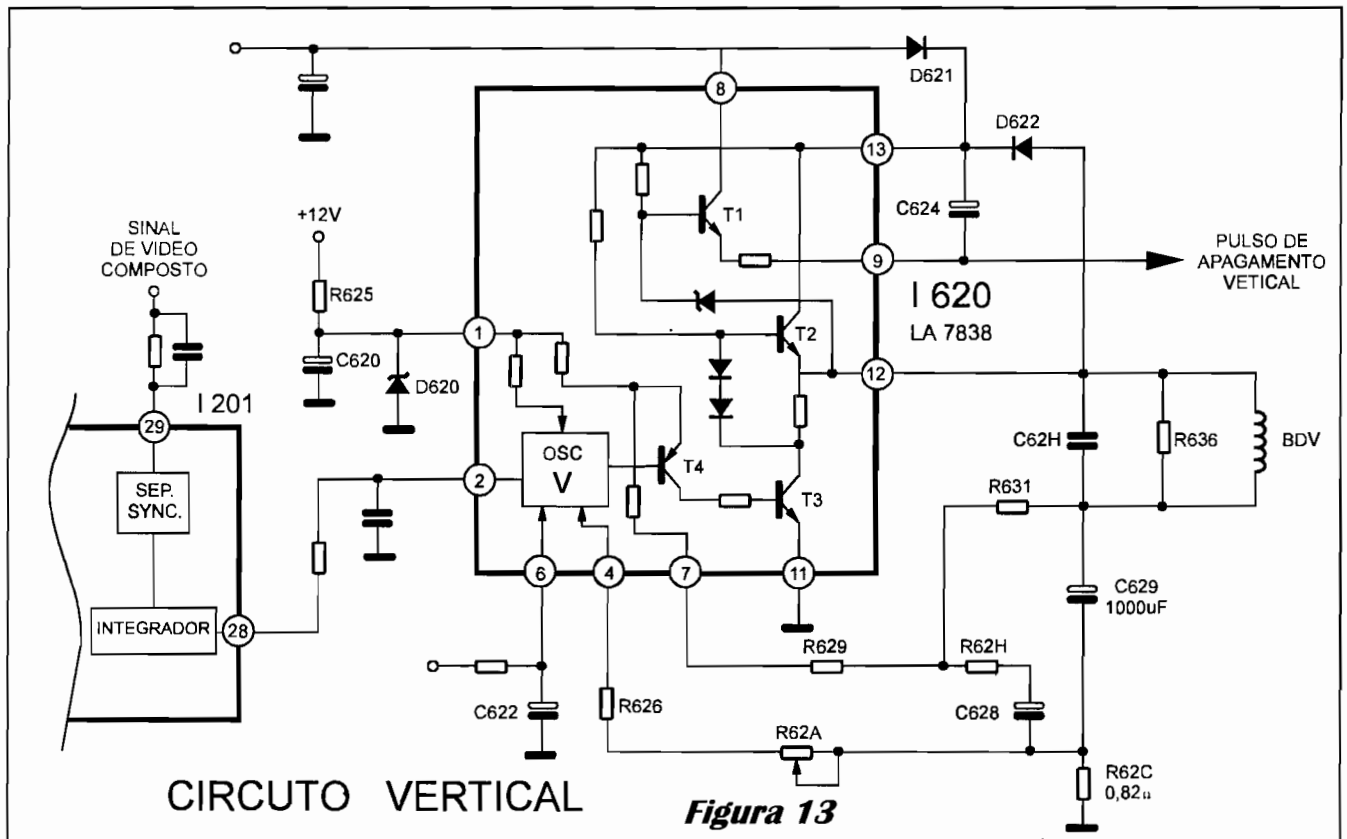 D621
8
D622
13
+12V
C624
T1
SINAL
DE VIDEO
COMPOSTO
9
PULSO DE
APAGAMENTO
VETICAL
R625
I 620
LA 7838
1
T2
C620
D620
12
I 201
29
C62H
R636
BDV
OSC
V
T4
2
SEP.
SYNC.
R631
T3
6
4
7
11
C629
1000uF
INTEGRADOR
28
R629
R62H
C622
R626
C628
R62A
R62C
0,82Ω
CIRCUTO VERTICAL
Figura 13